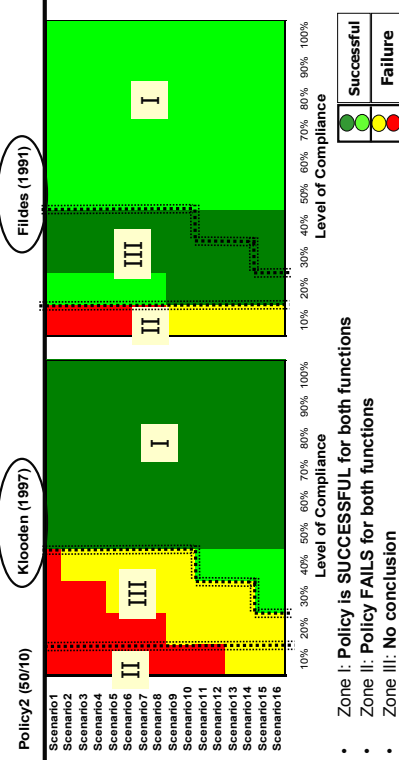 Policy2 (50/10)
Klooden (1997)
Fildes (1991)
Scenario1
Scenario2
Scenario3
Scenario4
Scenario5
Scenario6
Scenario7
Scenario8
Scenario9
Scenario10
Scenario11
Scenario12
Scenario13
Scenario14
Scenario15
Scenario16
II
III
I
10% 20% 30% 40% 50% 60% 70% 80% 90% 100%
Level of Compliance
II
III
I
10% 20% 30% 40% 50% 60% 70% 80% 90% 100%
Level of Compliance
• Zone I: Policy is SUCCESSFUL for both functions
• Zone II: Policy FAILS for both functions
• Zone III: No conclusion
Successful
Failure